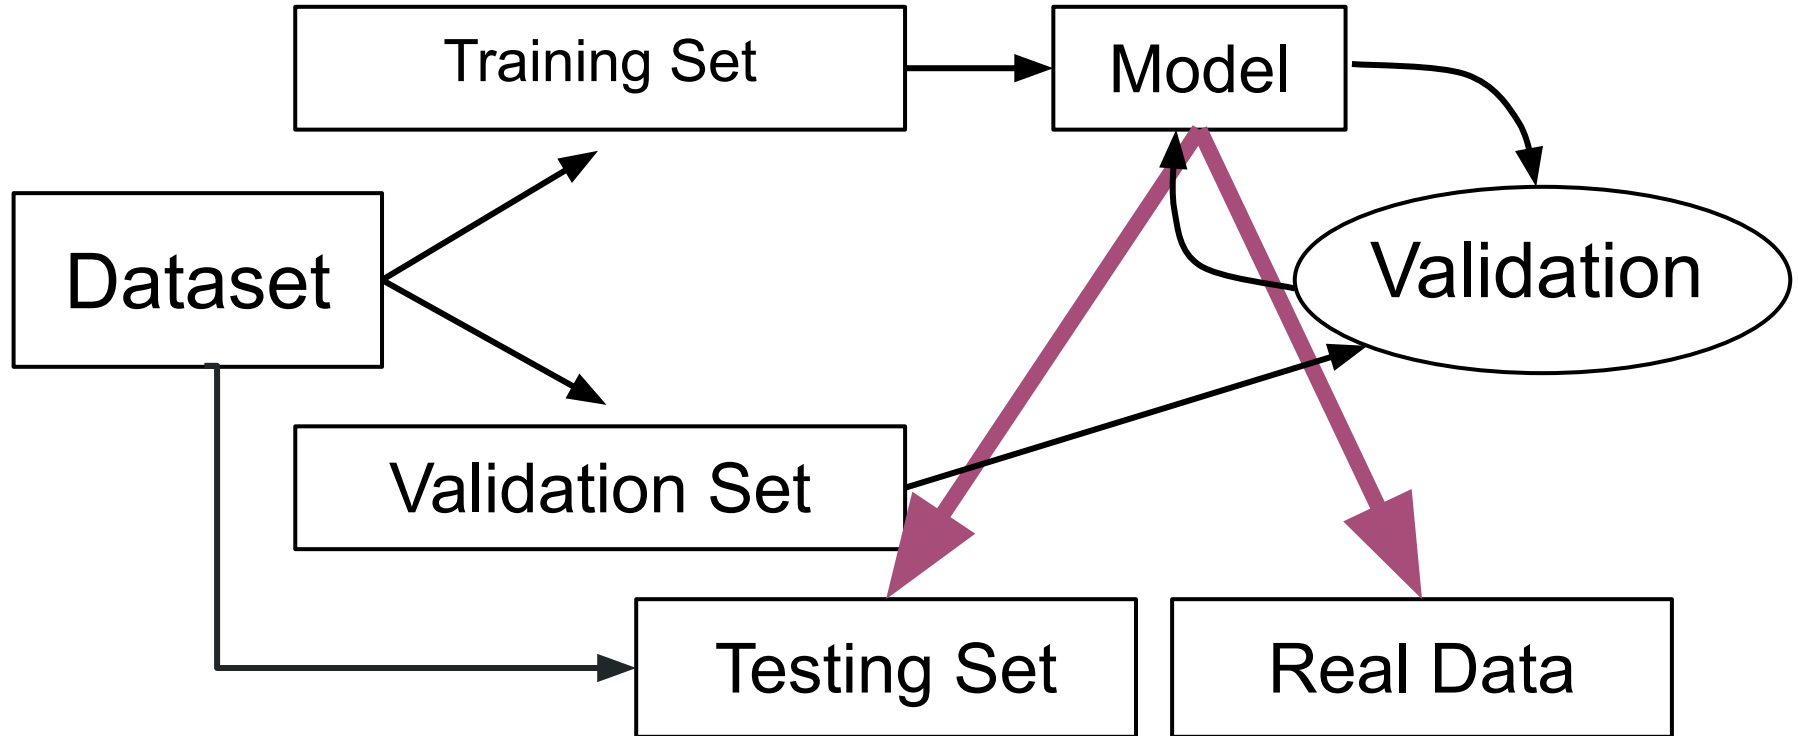 Training Set
Model
Dataset
Validation
Validation Set
Testing Set
Real Data